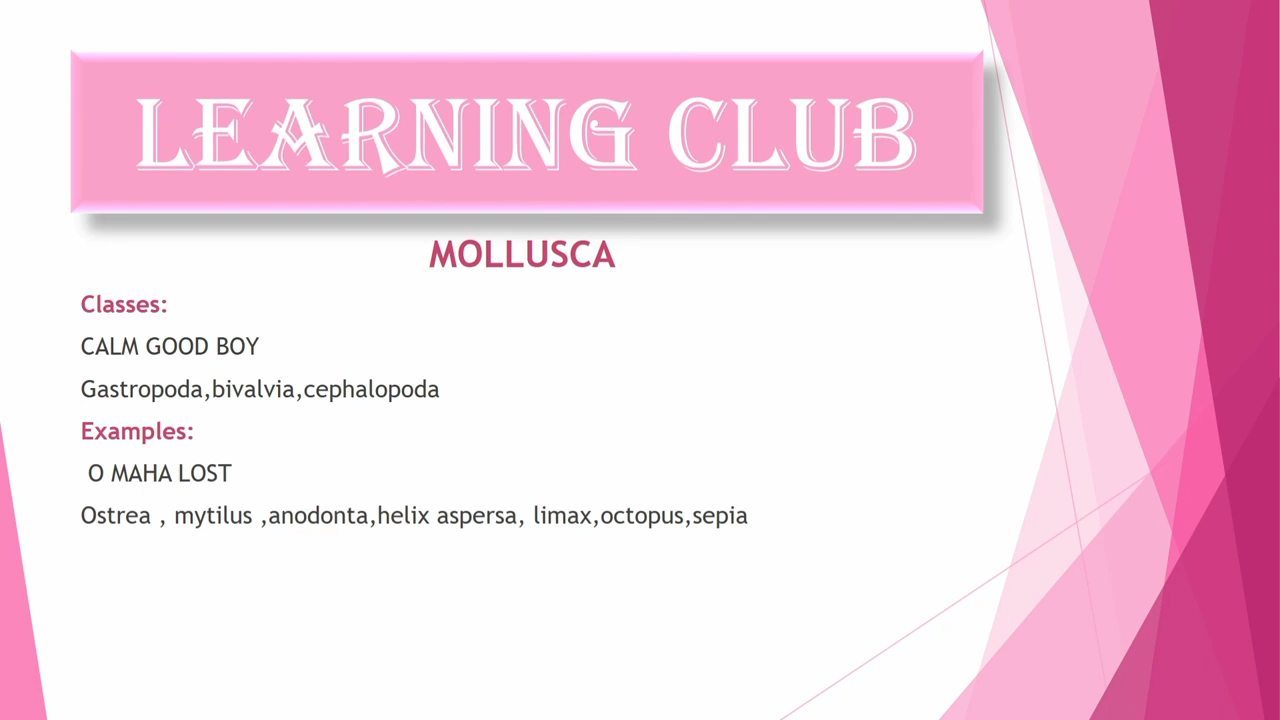 LEARNING CLUB
MOLLUSCA
Classes:
CALM GOOD BOY
Gastropoda,bivalvia,cephalopoda
Examples:
O MAHA LOST
Ostrea , mytilus ,anodonta,helix aspersa, limax,octopus,sepia